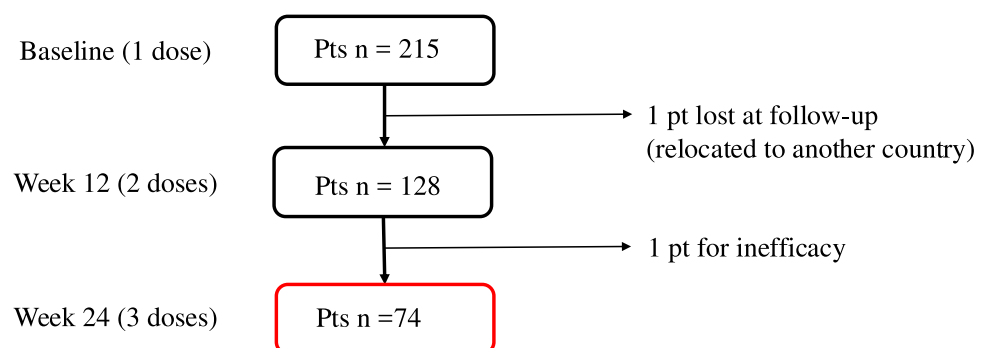 Baseline (1 dose)
Pts n = 215
1 pt lost at follow-up
(relocated to another country)
Week 12 (2 doses)
Pts n = 128
1 pt for inefficacy
Week 24 (3 doses)
Pts n =74